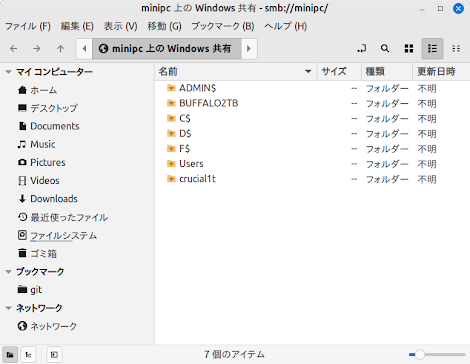 minipc 上の Windows 共有 - smb://minipc/
ファイル (F) 編集 (E) 表示 (V) 移動 (G) ブックマーク (B) ヘルプ (H)
minipc 上の Windows 共有
マイ コンピューター
ホーム
デスクトップ
Documents
Music
Pictures
Videos
Downloads
最近使ったファイル
ファイルシステム
ゴミ箱
ブックマーク
git
ネットワーク
ネットワーク
名前 サイズ 種類 更新日時
ADMIN$ -- フォルダー 不明
BUFFALO2TB -- フォルダー 不明
C$ -- フォルダー 不明
D$ -- フォルダー 不明
F$ -- フォルダー 不明
Users -- フォルダー 不明
crucial1t -- フォルダー 不明
7 個のアイテム